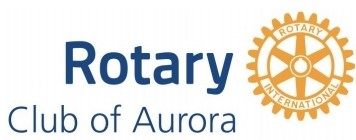 Rotary
Club of Aurora
ROTARY
INTERNATIONAL